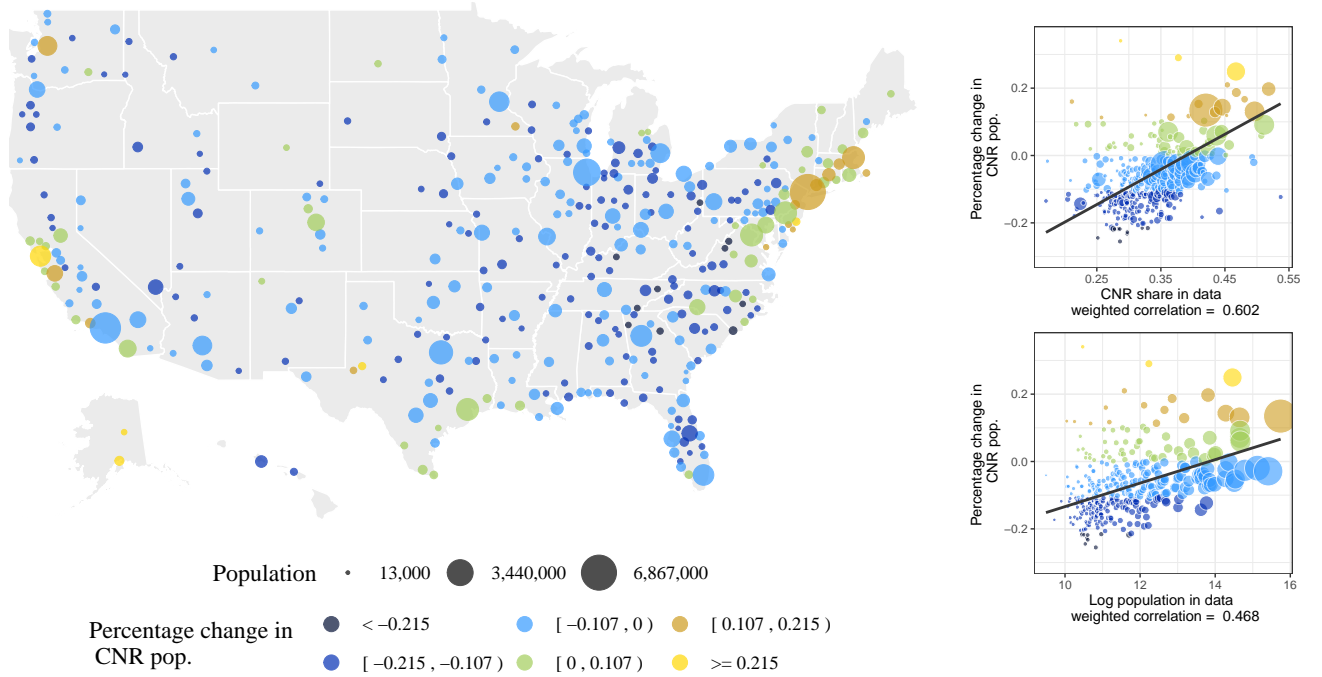 Population 13,000 3,440,000 6,867,000
Percentage change in
CNR pop.
< −0.215 [ −0.107 , 0 ) [ 0.107 , 0.215 )
[ −0.215 , −0.107 ) [ 0 , 0.107 ) >= 0.215
Percentage change in
CNR pop.
0.2
0.0
−0.2
0.25 0.35 0.45 0.55
CNR share in data
weighted correlation = 0.602
Percentage change in
CNR pop.
0.2
0.0
−0.2
10 12 14 16
Log population in data
weighted correlation = 0.468